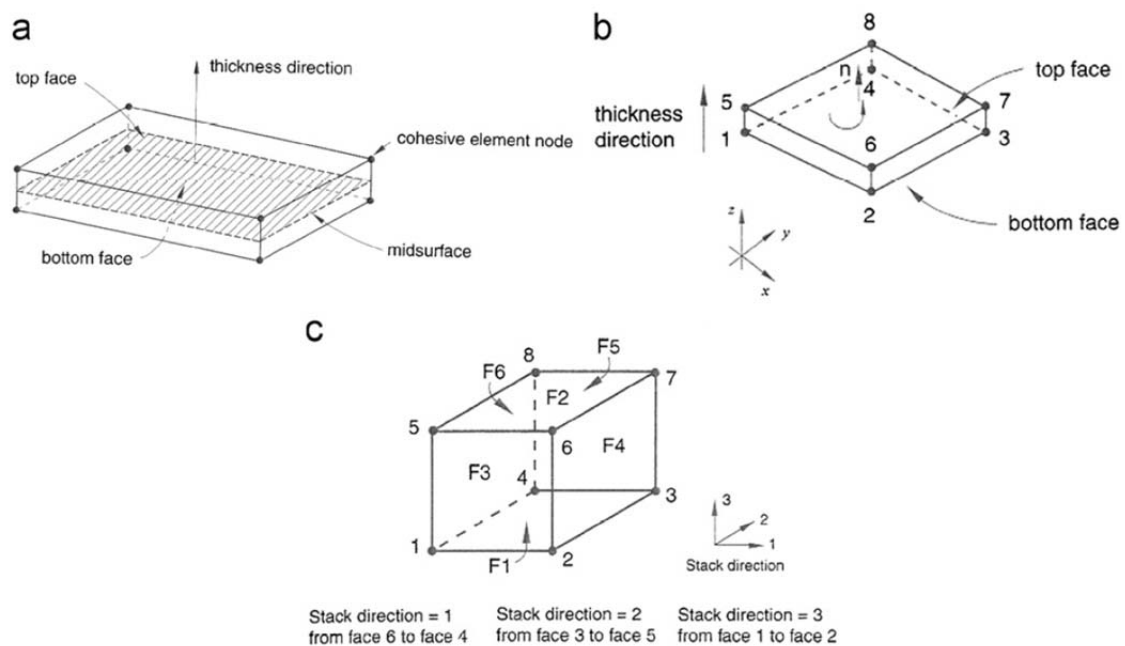 a
thickness direction
top face
cohesive element node
bottom face
midsurface
b
8
n
4
top face
5
7
thickness
direction
1
6
3
2
bottom face
z
y
x
c
8
F5
F6
7
F2
5
6
F4
F3
4
3
3
2
1
1
2
F1
Stack direction
Stack direction = 1
from face 6 to face 4
Stack direction = 2
from face 3 to face 5
Stack direction = 3
from face 1 to face 2